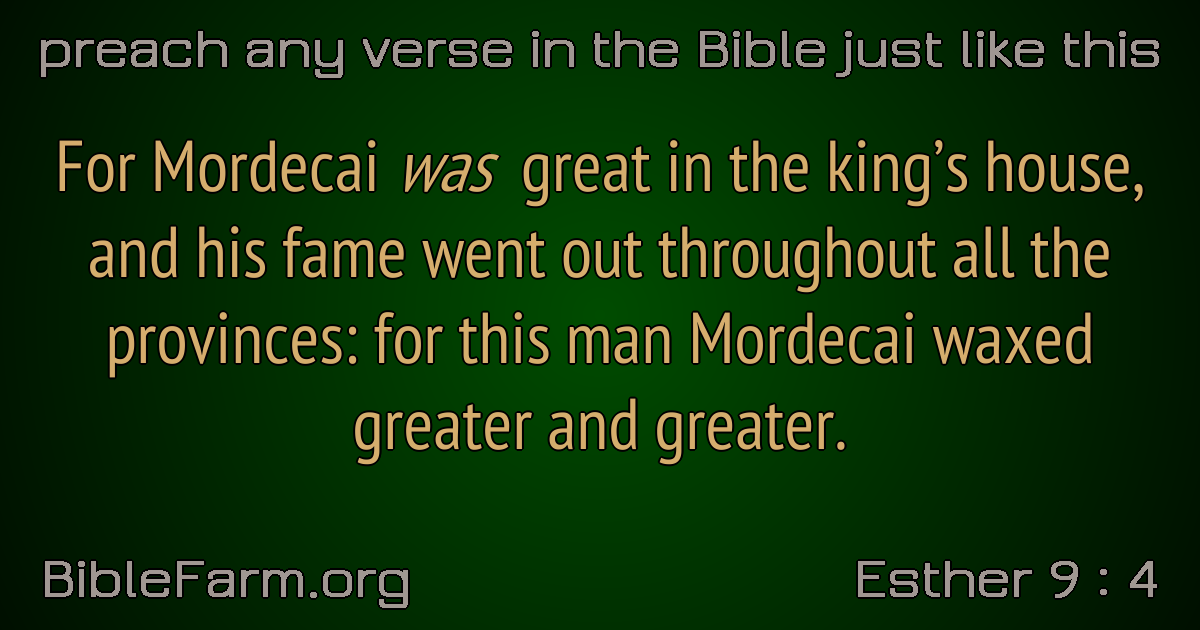 preach any verse in the Bible just like this
For Mordecai was great in the king’s house,
and his fame went out throughout all the
provinces: for this man Mordecai waxed
greater and greater.
BibleFarm.org
Esther 9 : 4